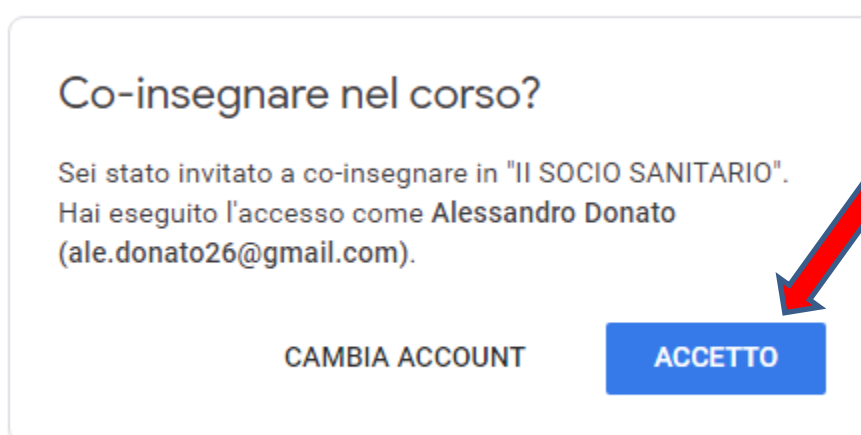 Co-insegnare nel corso?
Sei stato invitato a co-insegnare in "II SOCIO SANITARIO".
Hai eseguito l'accesso come Alessandro Donato
(ale.donato26@gmail.com).
CAMBIA ACCOUNT ACCETTO